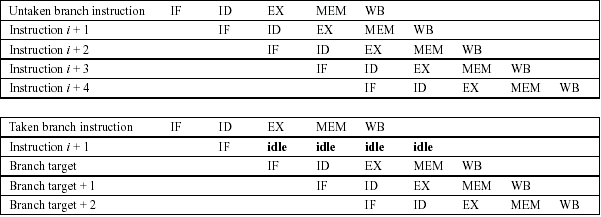 Untaken branch instruction IF ID EX MEM WB
Instruction i + 1 IF ID EX MEM WB
Instruction i + 2 IF ID EX MEM WB
Instruction i + 3 IF ID EX MEM WB
Instruction i + 4 IF ID EX MEM WB
Taken branch instruction IF ID EX MEM WB
Instruction i + 1 IF idle idle idle idle
Branch target IF ID EX MEM WB
Branch target + 1 IF ID EX MEM WB
Branch target + 2 IF ID EX MEM WB